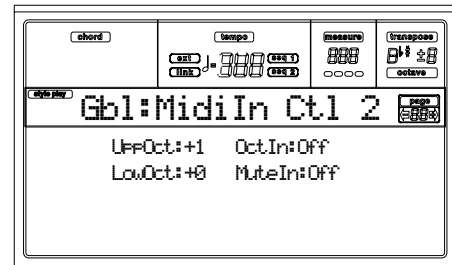 chord tempo measure transpose
ext seq 1
link seq 2
octave
style play Gbl:MidiIn Ctl 2 page
UppOct:+1 OctIn:Off
LowOct:+0 MuteIn:Off